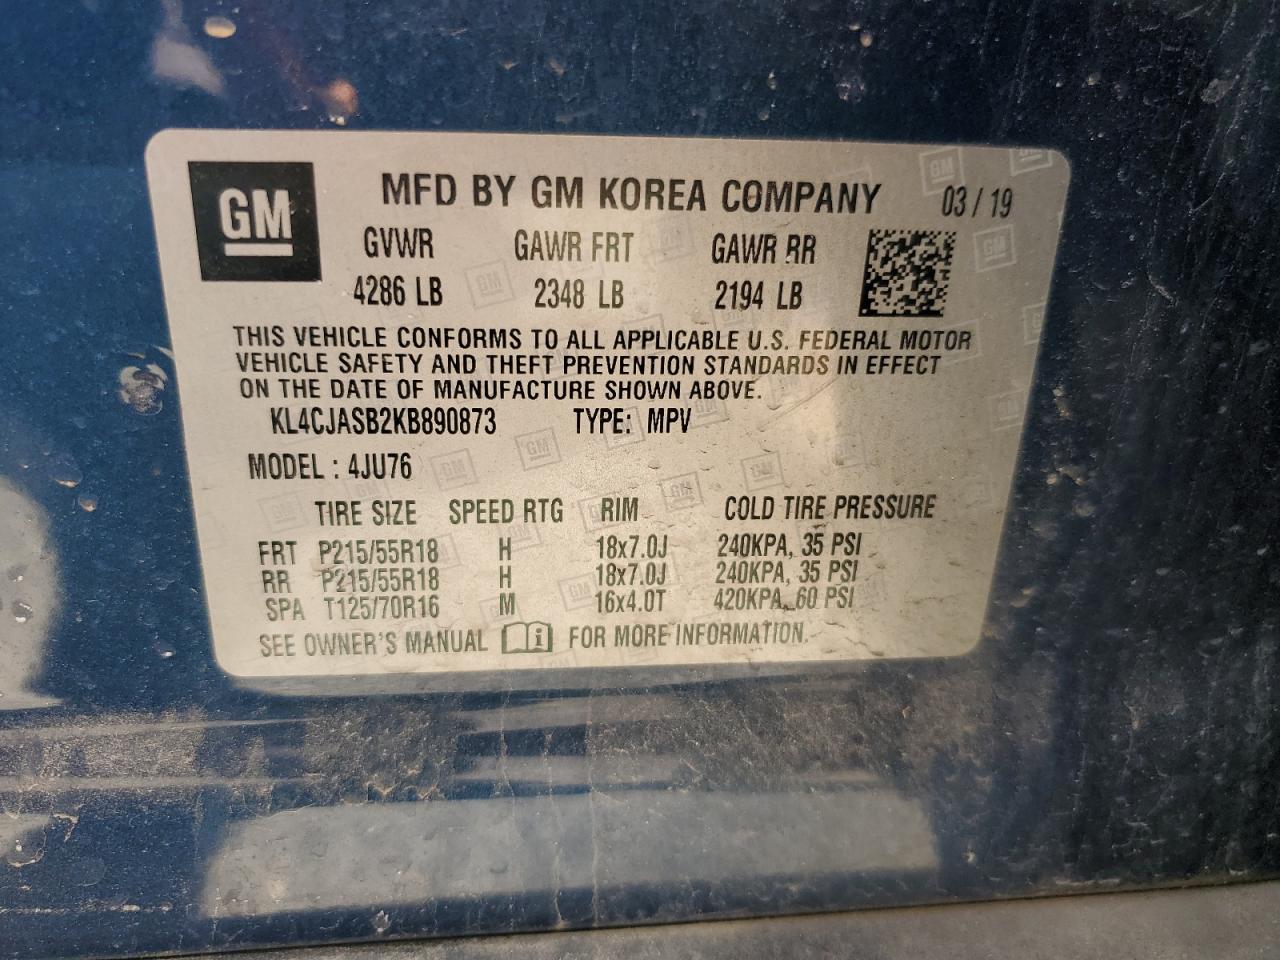 GM
MFD BY GM KOREA COMPANY 03 / 19
GVWR GAWR FRT GAWR RR
4286 LB 2348 LB 2194 LB
THIS VEHICLE CONFORMS TO ALL APPLICABLE U.S. FEDERAL MOTOR
VEHICLE SAFETY AND THEFT PREVENTION STANDARDS IN EFFECT
ON THE DATE OF MANUFACTURE SHOWN ABOVE.
KL4CJASB2KB890873 TYPE: MPV
MODEL : 4JU76
TIRE SIZE SPEED RTG RIM COLD TIRE PRESSURE
FRT P215/55R18 H 18x7.0J 240KPA, 35 PSI
RR P215/55R18 H 18x7.0J 240KPA, 35 PSI
SPA T125/70R16 M 16x4.0T 420KPA, 60 PSI
SEE OWNER'S MANUAL FOR MORE INFORMATION.